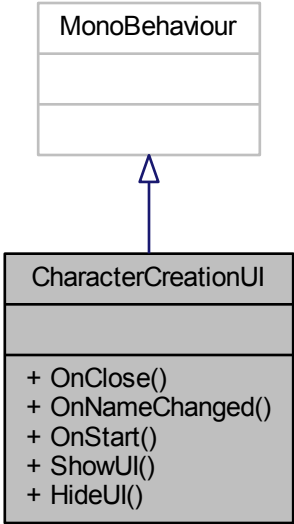 MonoBehaviour
CharacterCreationUI
+ OnClose()
+ OnNameChanged()
+ OnStart()
+ ShowUI()
+ HideUI()